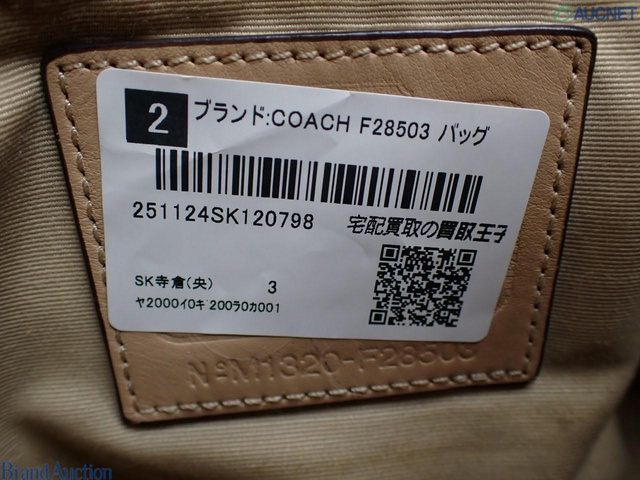 AUCNET
2 ブランド:COACH F28503 バッグ
251124SK120798 宅配買取の買取王子
SK寺倉(央) 3
ヤ2000イ0キ 200ラ0カ001
NºM1320-F28503
Brand Auction